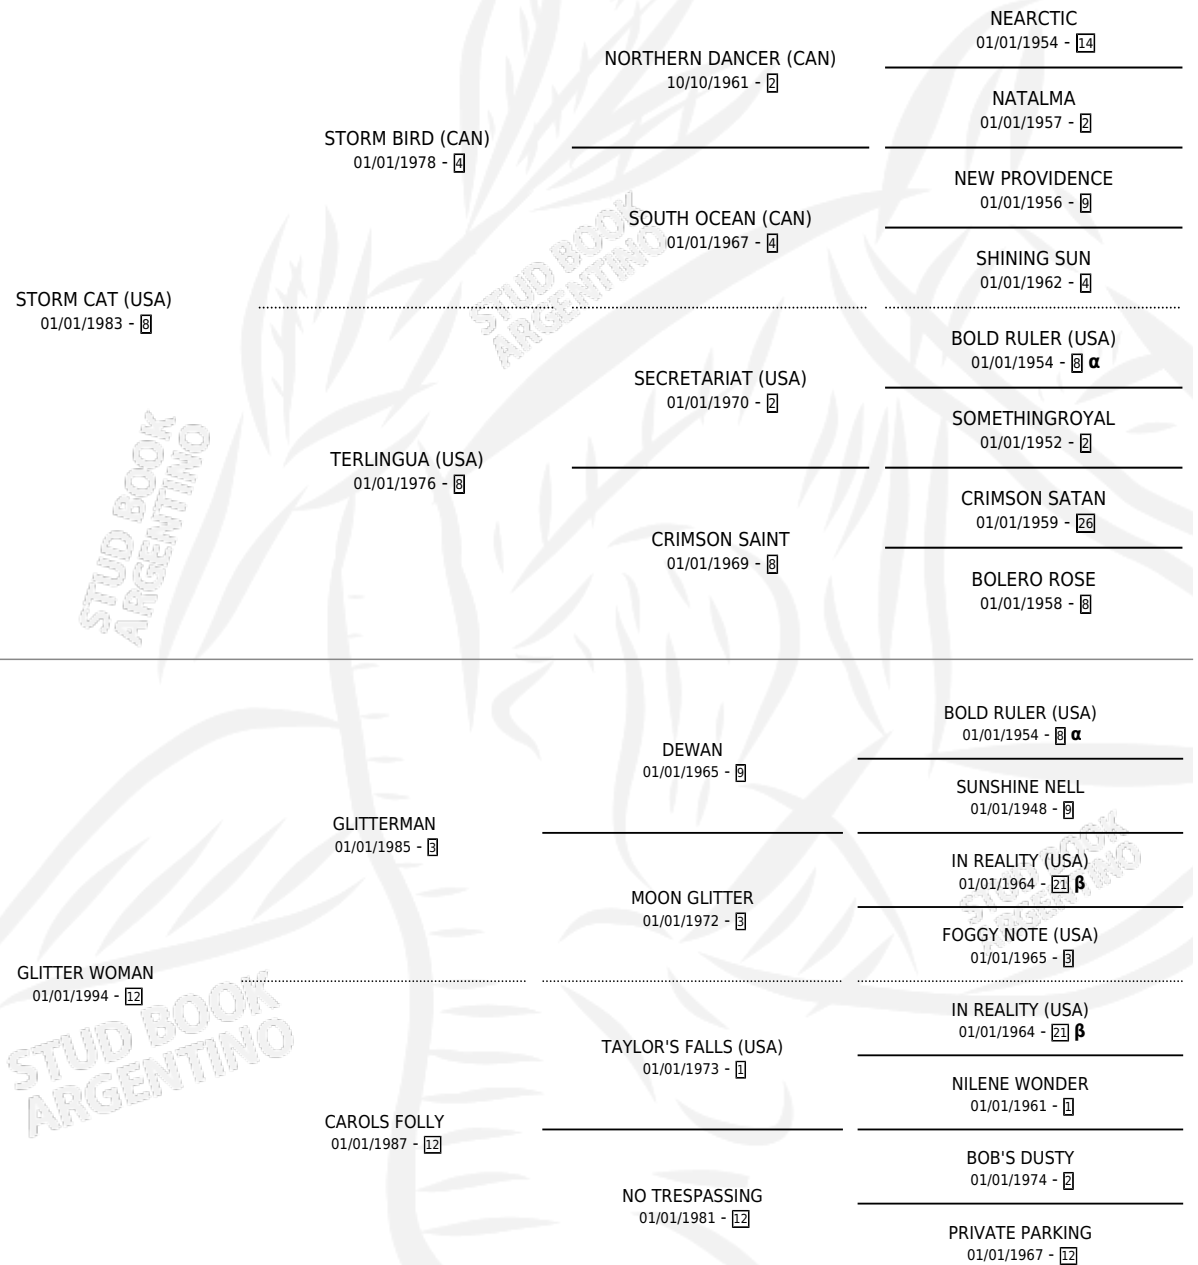 NEARCTIC
01/01/1954 - 14
NORTHERN DANCER (CAN)
10/10/1961 - 2
NATALMA
01/01/1957 - 2
STORM BIRD (CAN)
01/01/1978 - 4
NEW PROVIDENCE
01/01/1956 - 9
SOUTH OCEAN (CAN)
01/01/1967 - 4
SHINING SUN
01/01/1962 - 4
STORM CAT (USA)
01/01/1983 - 8
BOLD RULER (USA)
01/01/1954 - 8 α
SECRETARIAT (USA)
01/01/1970 - 2
SOMETHINGROYAL
01/01/1952 - 2
TERLINGUA (USA)
01/01/1976 - 8
CRIMSON SATAN
01/01/1959 - 26
CRIMSON SAINT
01/01/1969 - 8
BOLERO ROSE
01/01/1958 - 8
BOLD RULER (USA)
01/01/1954 - 8 α
DEWAN
01/01/1965 - 9
SUNSHINE NELL
01/01/1948 - 9
GLITTERMAN
01/01/1985 - 3
IN REALITY (USA)
01/01/1964 - 21 β
MOON GLITTER
01/01/1972 - 3
FOGGY NOTE (USA)
01/01/1965 - 3
GLITTER WOMAN
01/01/1994 - 12
IN REALITY (USA)
01/01/1964 - 21 β
TAYLOR'S FALLS (USA)
01/01/1973 - 1
NILENE WONDER
01/01/1961 - 1
CAROLS FOLLY
01/01/1987 - 12
BOB'S DUSTY
01/01/1974 - 2
NO TRESPASSING
01/01/1981 - 12
PRIVATE PARKING
01/01/1967 - 12
STUD BOOK
ARGENTINO
STUD BOOK
ARGENTINO
STUD BOOK
ARGENTINO
STUD BOOK
ARGENTINO